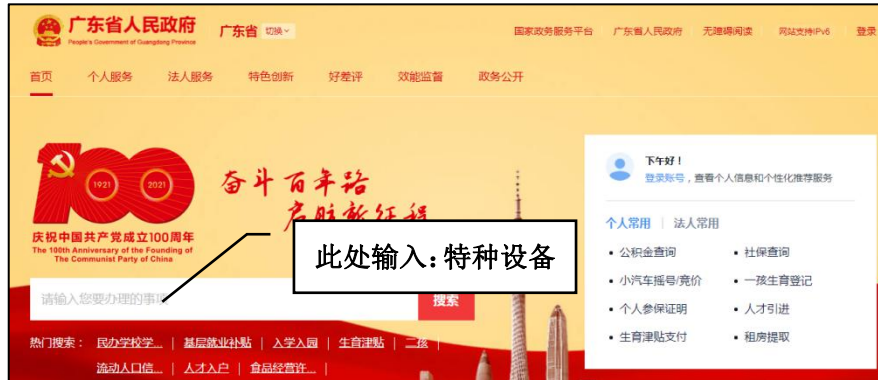 广东省人民政府
People's Government of Guangdong Province
广东省 切换
国家政务服务平台 广东省人民政府 无障碍阅读 网站支持IPv6 登录
首页 个人服务 法人服务 特色创新 好差评 效能监督 政务公开
1921 2021
奋斗百年路
启航新征程
庆祝中国共产党成立100周年
The 100th Anniversary of the Founding of
The Communist Party of China
此处输入：特种设备
请输入您要办理的事项
搜索
热门搜索： 民办学校学... | 基层就业补贴 | 入学入园 | 生育津贴 | 二孩 |
流动人口信... | 人才入户 | 食品经营许... |
下午好！
登录账号，查看个人信息和个性化推荐服务
个人常用 | 法人常用
▪ 公积金查询 ▪ 社保查询
▪ 小汽车摇号/竞价 ▪ 一孩生育登记
▪ 个人参保证明 ▪ 人才引进
▪ 生育津贴支付 ▪ 租房提取